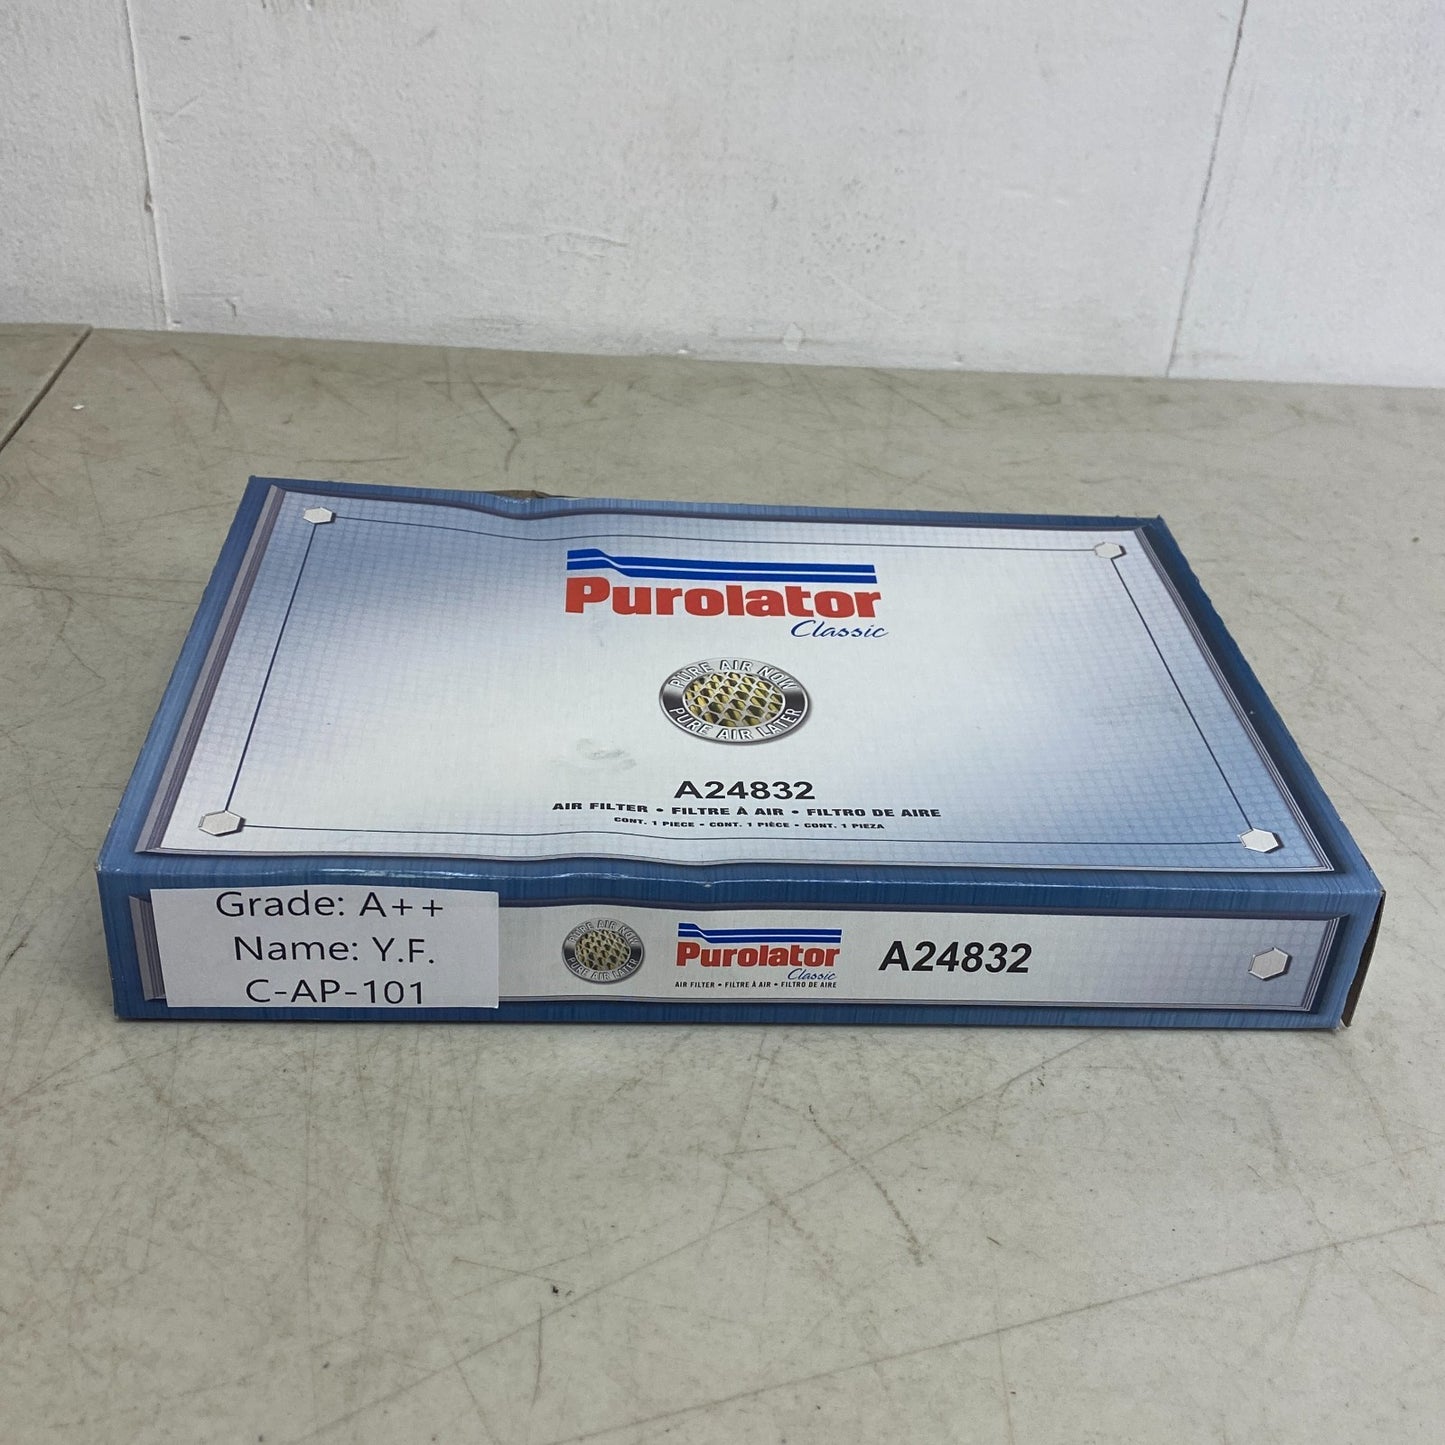 Purolator
Classic
PURE AIR NOW
PURE AIR LATER
A24832
AIR FILTER • FILTRE À AIR • FILTRO DE AIRE
CONT. 1 PIECE • CONT. 1 PIÈCE • CONT. 1 PIEZA
Grade: A++
Name: Y.F.
C-AP-101
PURE AIR NOW
PURE AIR LATER
Purolator
Classic
AIR FILTER • FILTRE À AIR • FILTRO DE AIRE
A24832